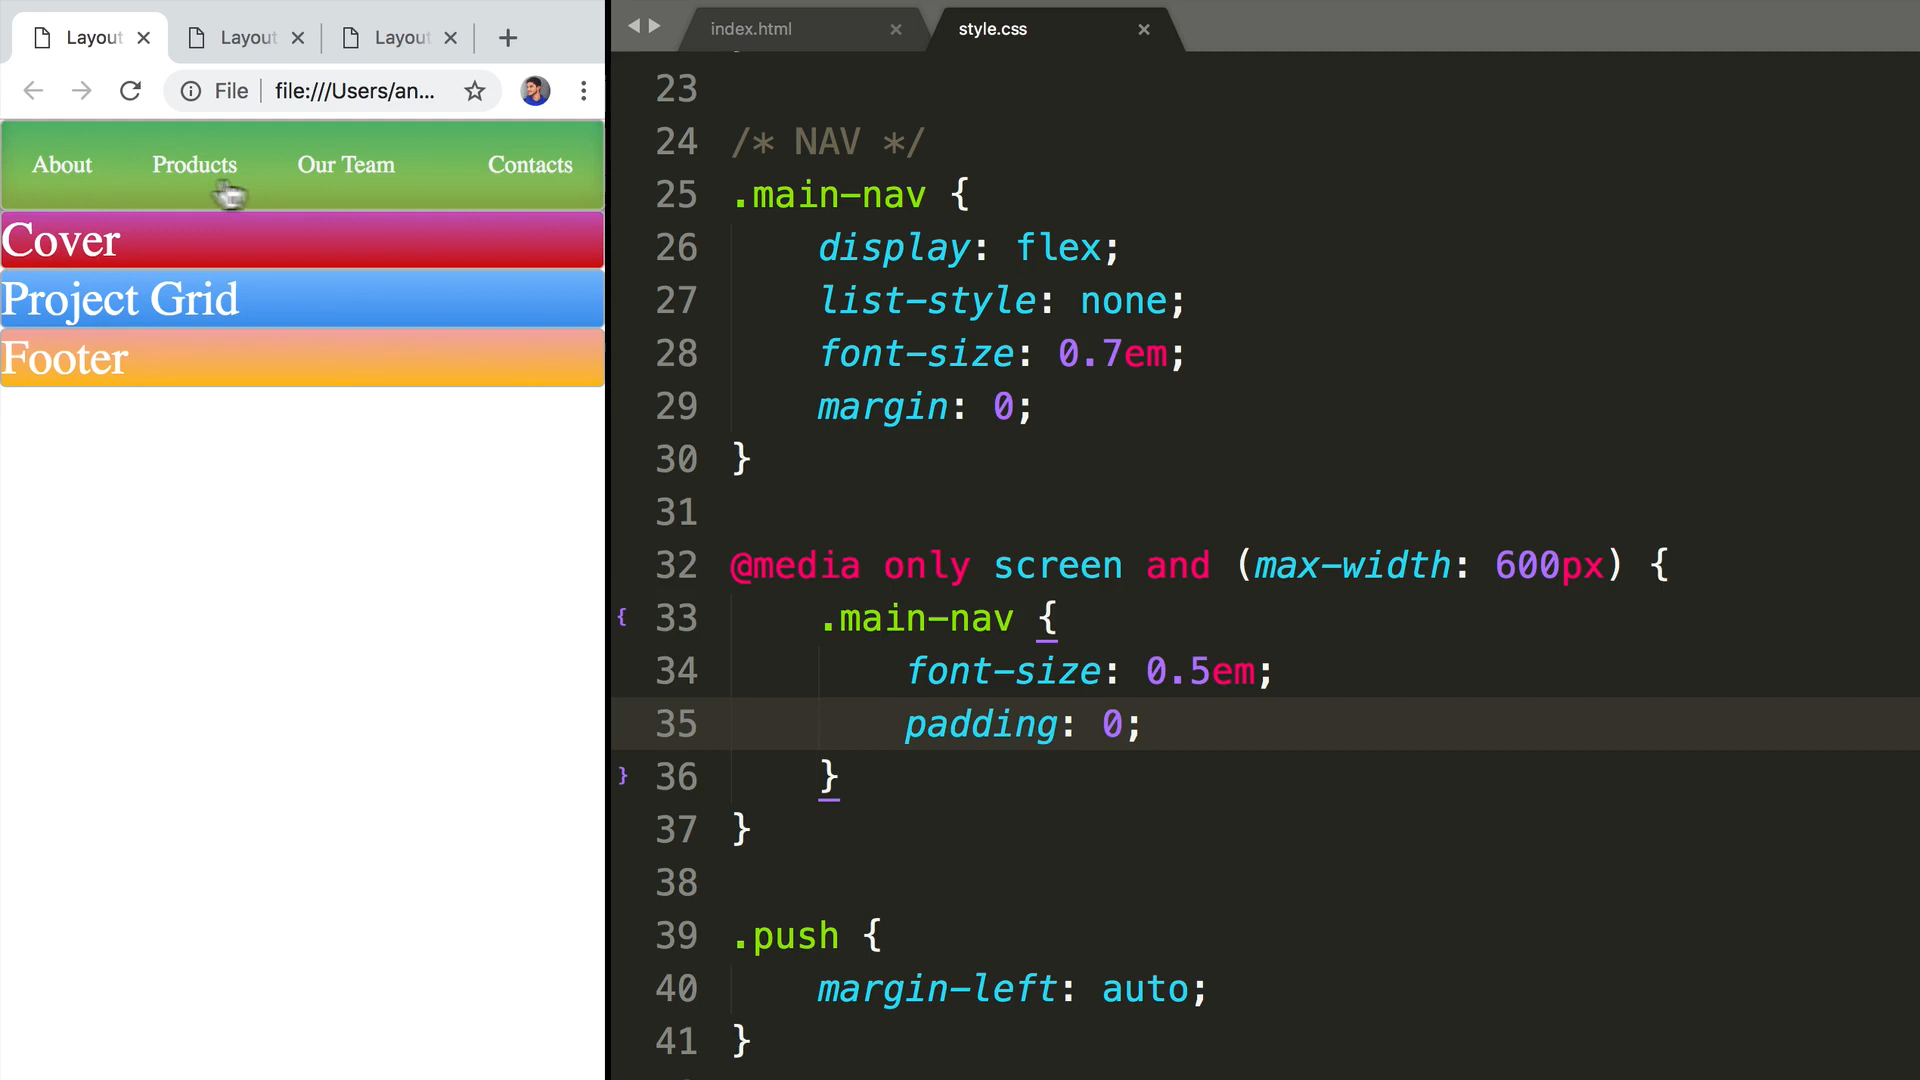 Layout
Layout
Layout
File
file:///Users/an...
About
Products
Our Team
Contacts
Cover
Project Grid
Footer
index.html
style.css
23
24 /* NAV */
25 .main-nav {
26 display: flex;
27 list-style: none;
28 font-size: 0.7em;
29 margin: 0;
30 }
31
32 @media only screen and (max-width: 600px) {
33 .main-nav {
34 font-size: 0.5em;
35 padding: 0;
36 }
37 }
38
39 .push {
40 margin-left: auto;
41 }